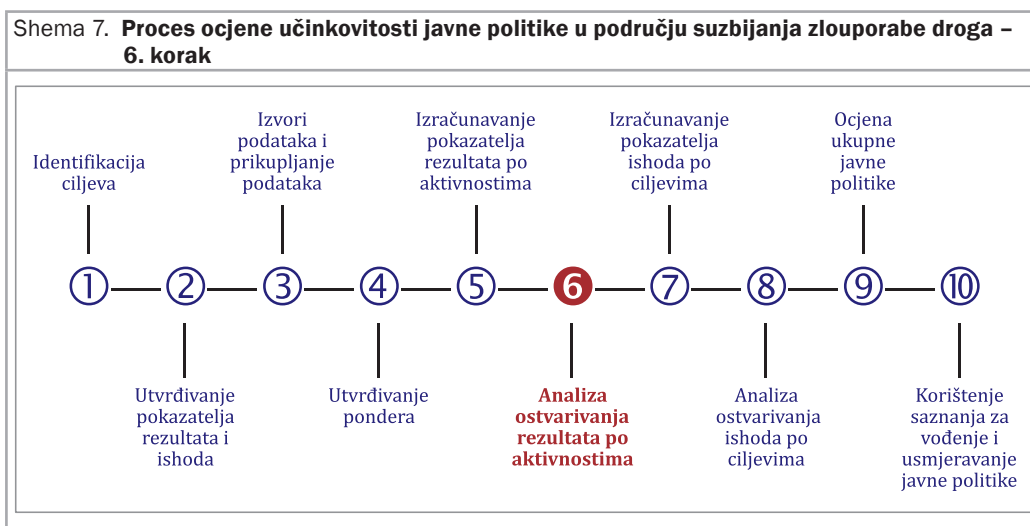 Shema 7. Proces ocjene učinkovitosti javne politike u području suzbijanja zlouporabe droga –
6. korak
Identifikacija
ciljeva
Izvori
podataka i
prikupljanje
podataka
Izračunavanje
pokazatelja
rezultata po
aktivnostima
Izračunavanje
pokazatelja
ishoda po
ciljevima
Ocjena
ukupne
javne
politike
1 2 3 4 5 6 7 8 9 10
Utvrđivanje
pokazatelja
rezultata i
ishoda
Utvrđivanje
pondera
Analiza
ostvarivanja
rezultata po
aktivnostima
Analiza
ostvarivanja
ishoda po
ciljevima
Korištenje
saznanja za
vođenje i
usmjeravanje
javne politike